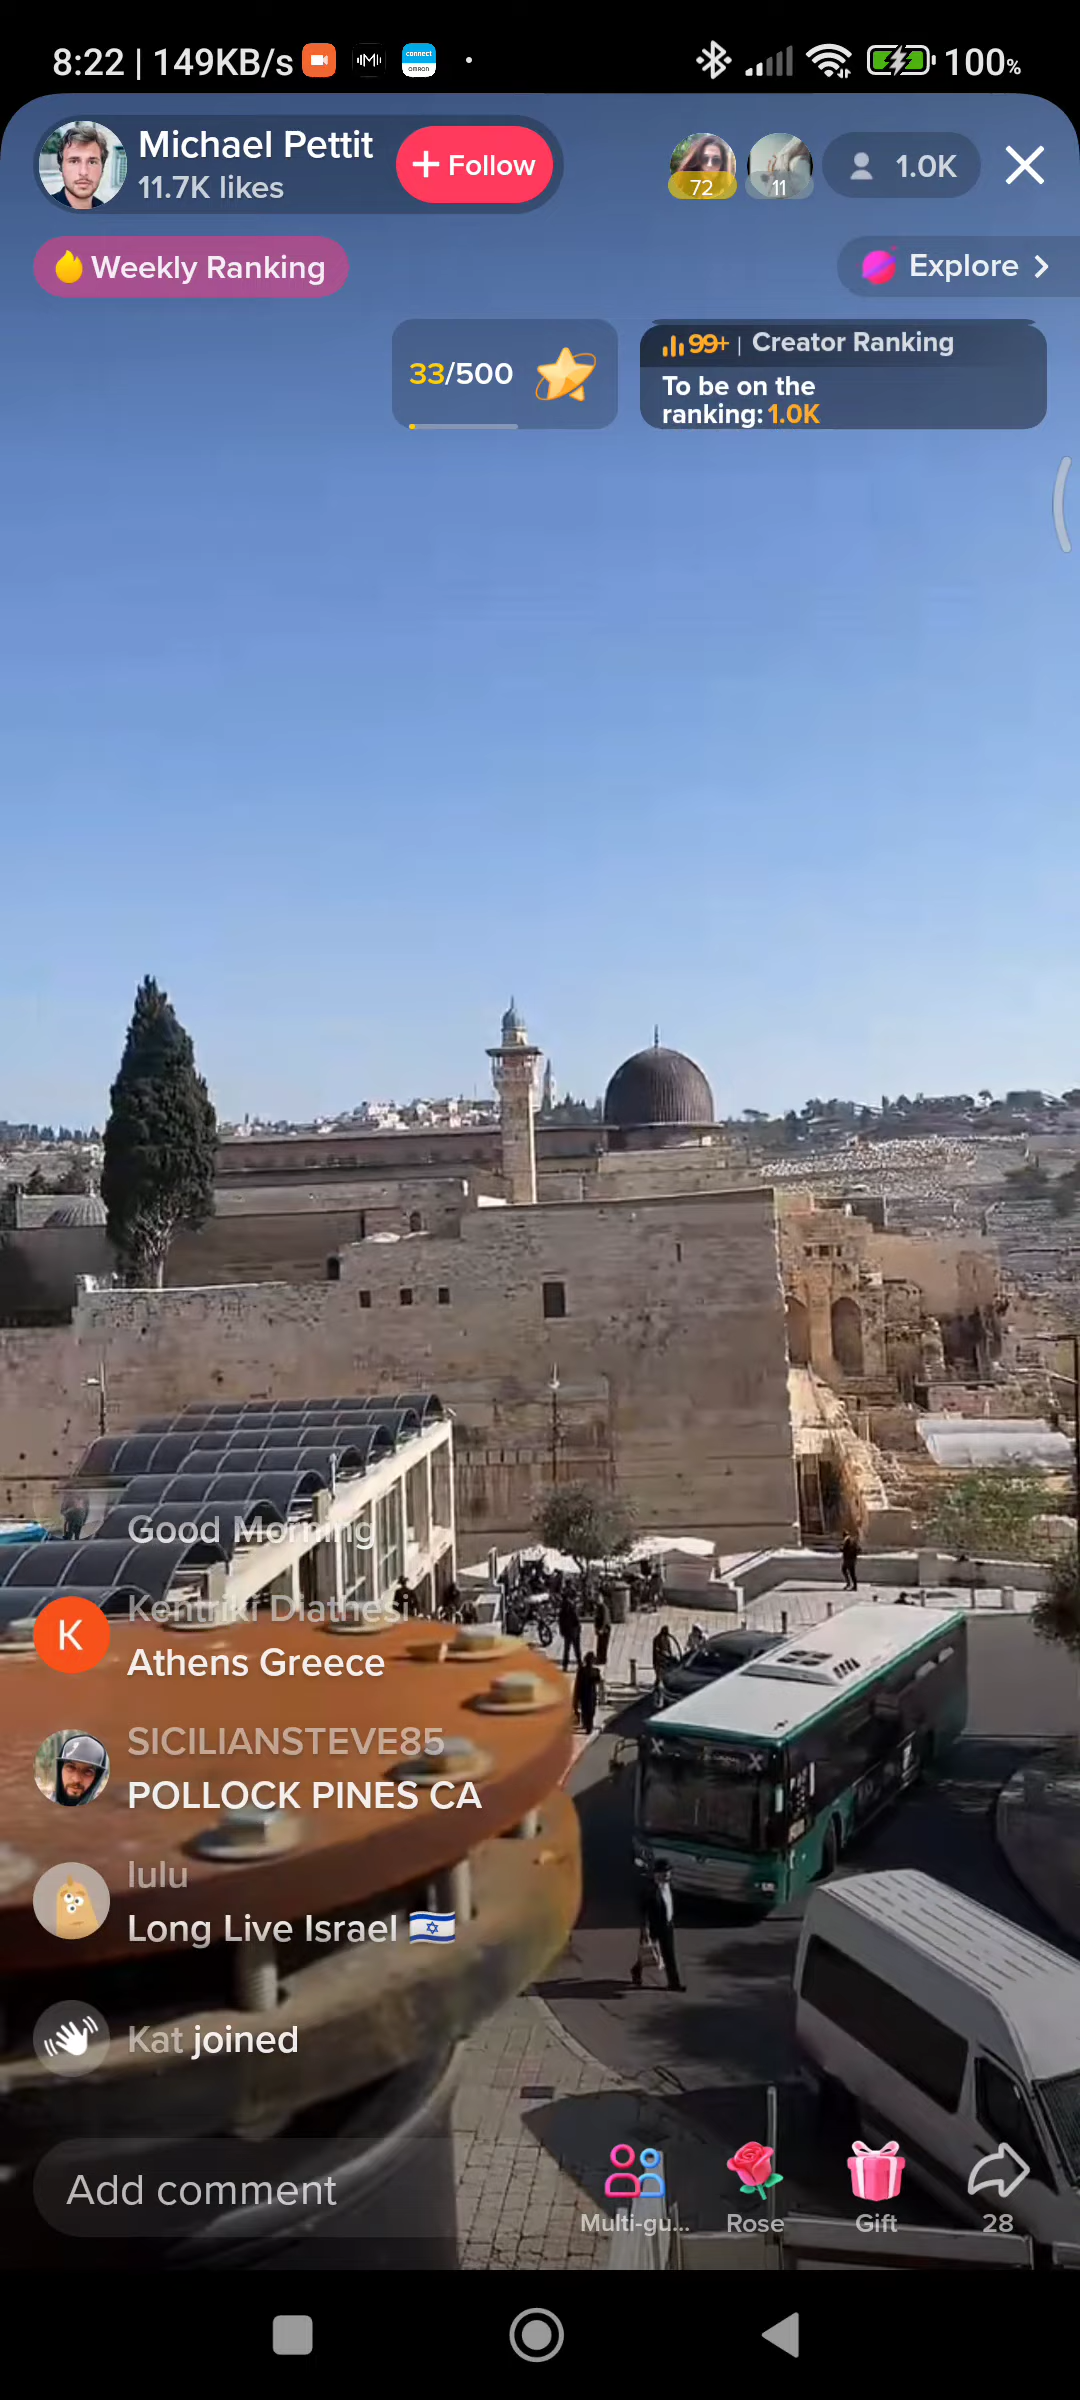 8:22 | 149KB/s
connect
OMRON
100%
Michael Pettit
11.7K likes
+ Follow
72
11
1.0K
Weekly Ranking
Explore >
33/500
99+ | Creator Ranking
To be on the
ranking: 1.0K
Good Morning
K
Kentriki Diathesi
Athens Greece
SICILIANSTEVE85
POLLOCK PINES CA
lulu
Long Live Israel 🇮🇱
Kat joined
Add comment
Multi-gu...
Rose
Gift
28